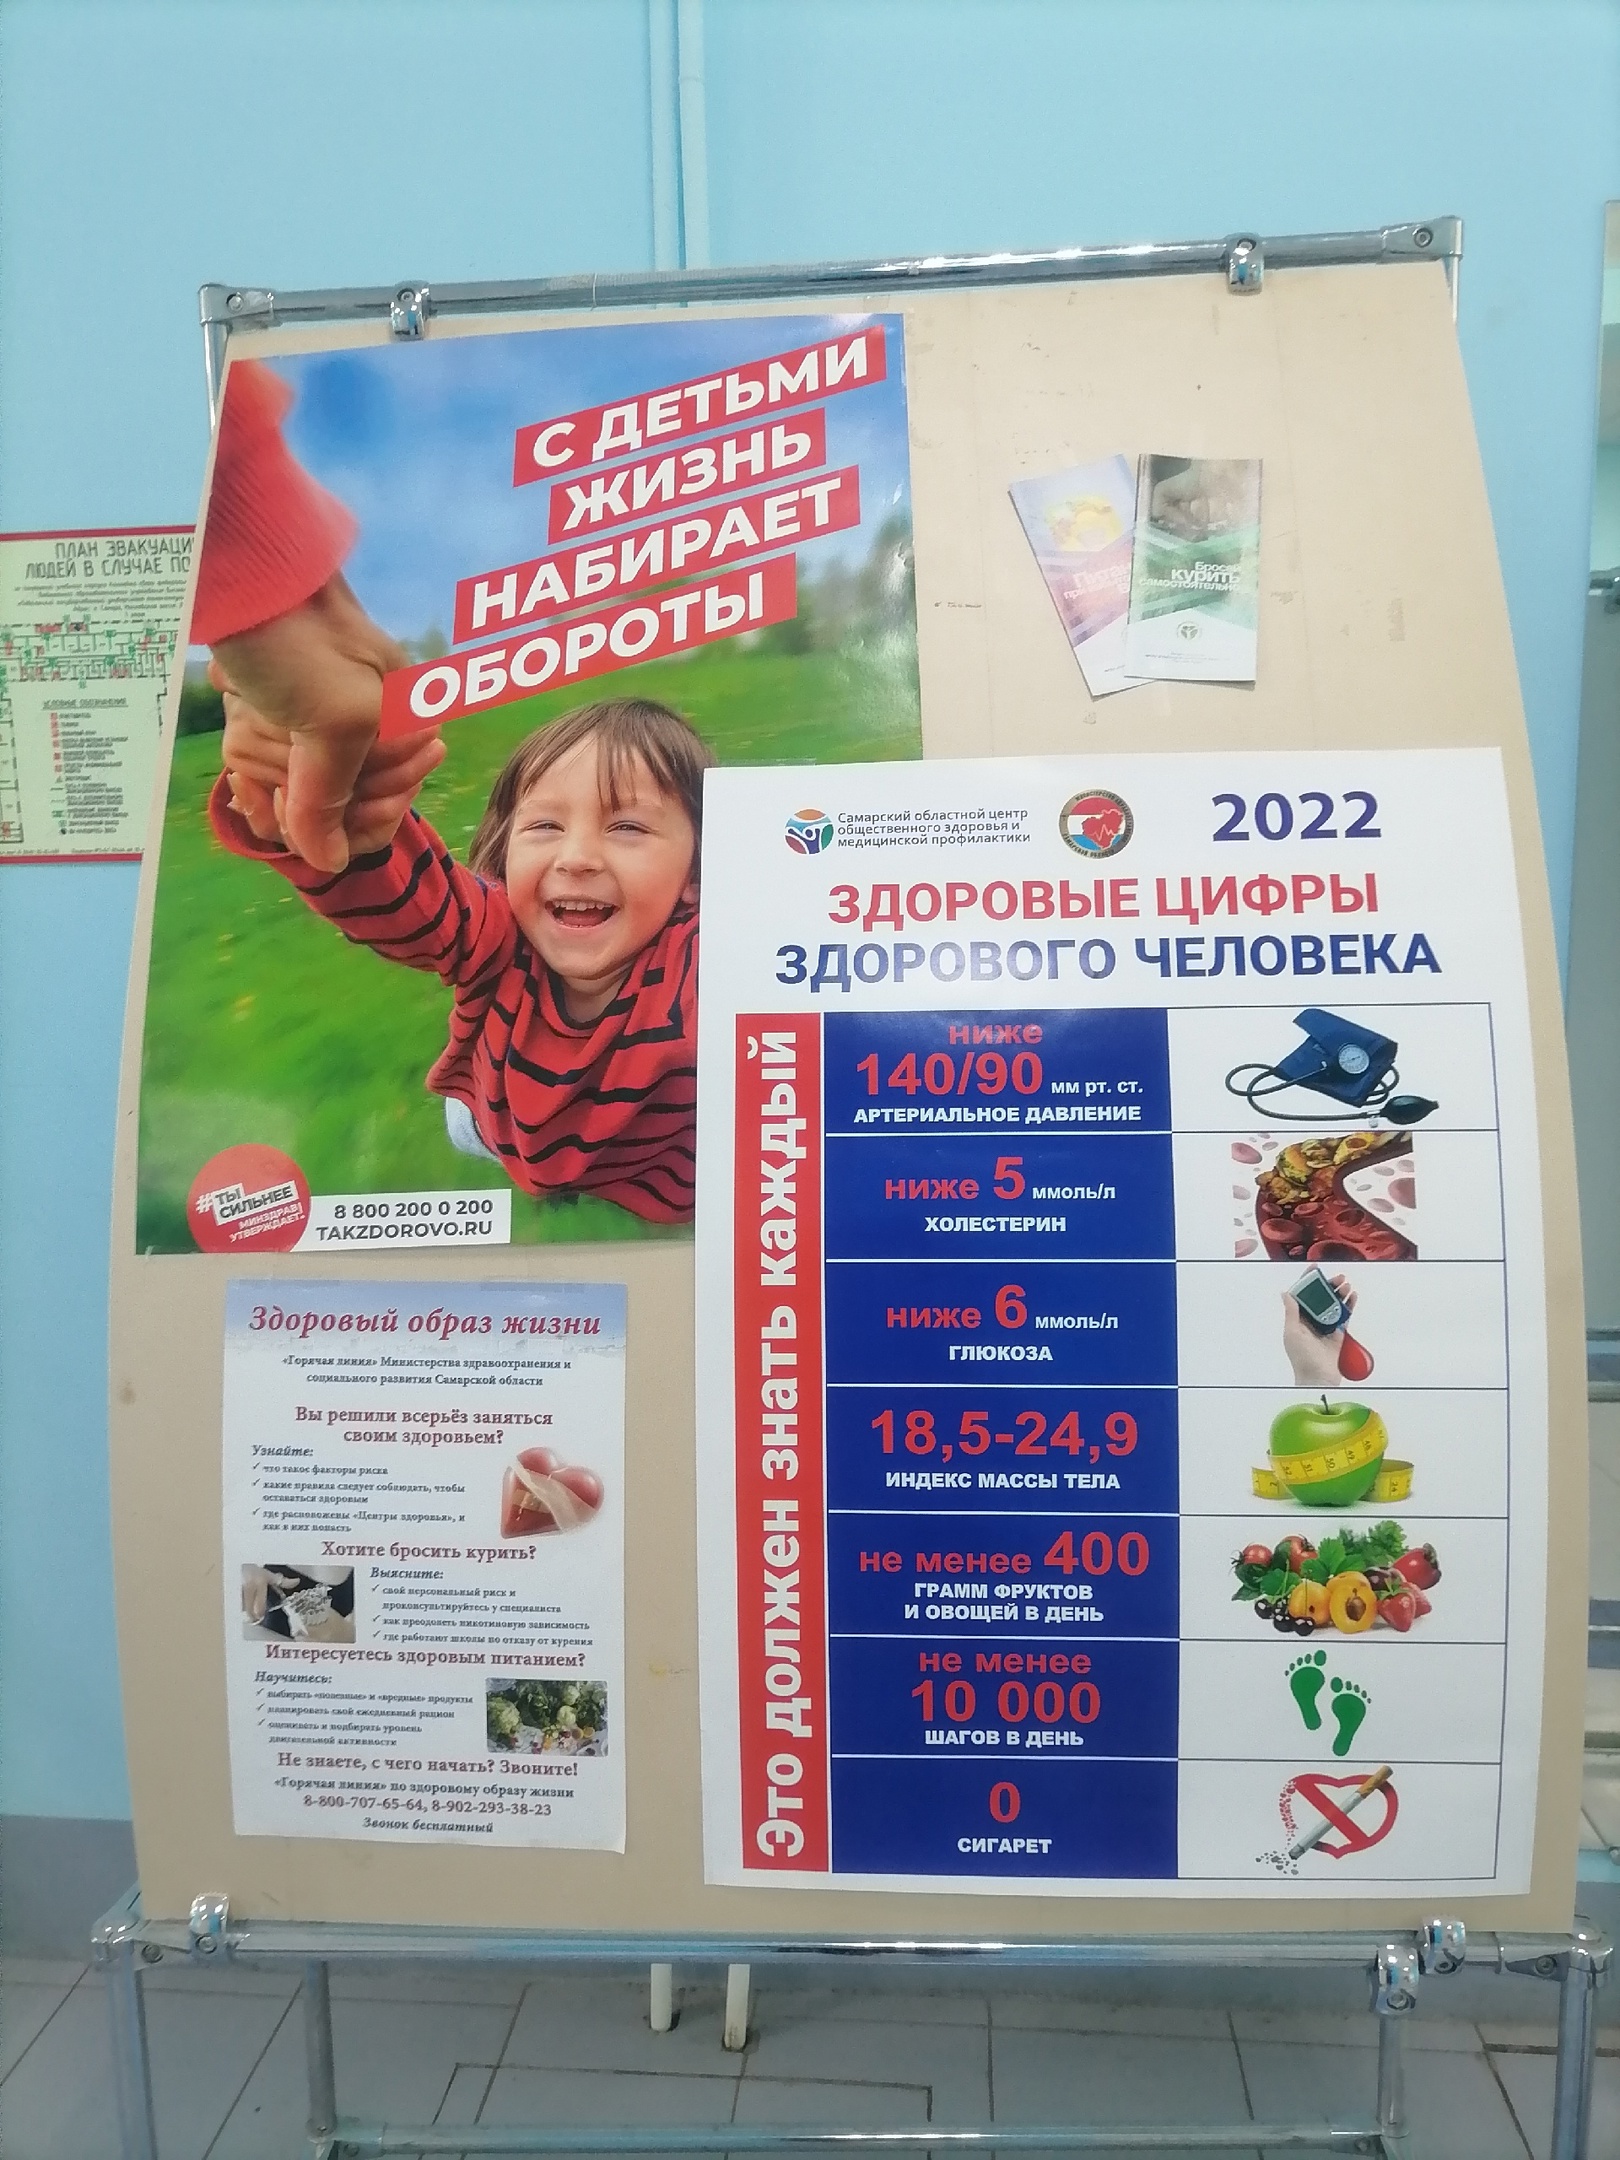 ПЛАН ЭВАКУАЦИ
ЛЮДЕЙ В СЛУЧАЕ ПО
УСЛОВНЫЕ ОБОЗНАЧЕНИЯ
С ДЕТЬМИ
ЖИЗНЬ
НАБИРАЕТ
ОБОРОТЫ
#ТЫ
СИЛЬНЕЕ
МИНЗДРАВ
УТВЕРЖДАЕТ!
8 800 200 0 200
TAKZDOROVO.RU
Бросай
курить
самостоятельно
Самарский областной центр
общественного здоровья и
медицинской профилактики
2022
ЗДОРОВЫЕ ЦИФРЫ
ЗДОРОВОГО ЧЕЛОВЕКА
Это должен знать каждый
ниже
140/90 мм рт. ст.
АРТЕРИАЛЬНОЕ ДАВЛЕНИЕ
ниже 5 ммоль/л
ХОЛЕСТЕРИН
ниже 6 ммоль/л
ГЛЮКОЗА
18,5-24,9
ИНДЕКС МАССЫ ТЕЛА
не менее 400
ГРАММ ФРУКТОВ
И ОВОЩЕЙ В ДЕНЬ
не менее
10 000
ШАГОВ В ДЕНЬ
0
СИГАРЕТ
Здоровый образ жизни
«Горячая линия» Министерства здравоохранения и
социального развития Самарской области
Вы решили всерьёз заняться
своим здоровьем?
Узнайте:
✓ что такое факторы риска
✓ какие правила следует соблюдать, чтобы
оставаться здоровым
✓ где расположены «Центры здоровья», и
как в них попасть
Хотите бросить курить?
Выясните:
✓ свой персональный риск и
проконсультируйтесь у специалиста
✓ как преодолеть никотиновую зависимость
✓ где работают школы по отказу от курения
Интересуетесь здоровым питанием?
Научитесь:
✓ выбирать «полезные» и «вредные» продукты
✓ планировать свой ежедневный рацион
✓ оценивать и подбирать уровень
двигательной активности
Не знаете, с чего начать? Звоните!
«Горячая линия» по здоровому образу жизни
8-800-707-65-64, 8-902-293-38-23
Звонок бесплатный